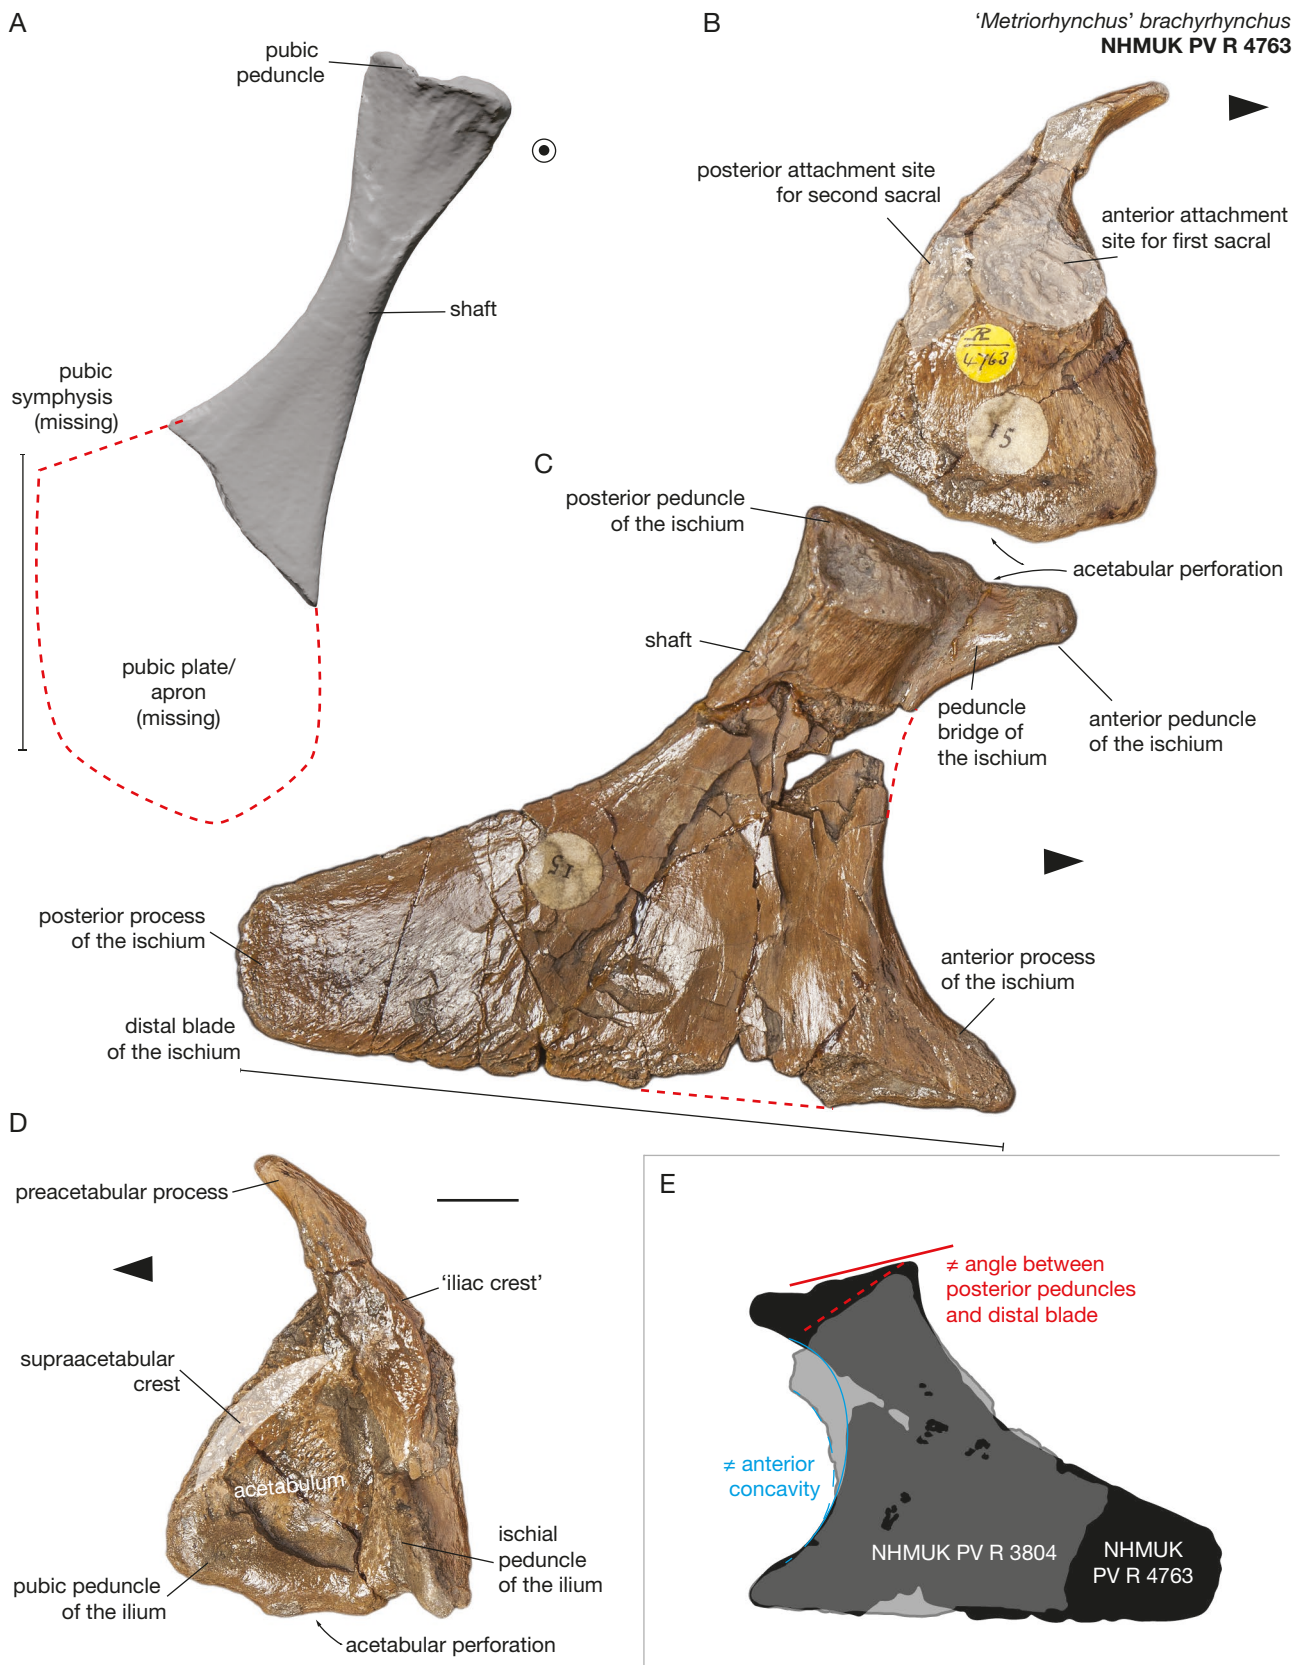 A
pubic
peduncle
shaft
pubic
symphysis
(missing)
pubic plate/
apron
(missing)
B
'Metriorhynchus' brachyrhynchus
NHMUK PV R 4763
posterior attachment site
for second sacral
anterior attachment
site for first sacral
R
4763
15
acetabular perforation
C
posterior peduncle
of the ischium
shaft
peduncle
bridge of
the ischium
anterior peduncle
of the ischium
15
posterior process
of the ischium
anterior process
of the ischium
distal blade
of the ischium
D
preacetabular process
'iliac crest'
supraacetabular
crest
acetabulum
ischial
peduncle
of the ilium
pubic peduncle
of the ilium
acetabular perforation
E
≠ angle between
posterior peduncles
and distal blade
≠ anterior
concavity
NHMUK PV R 3804
NHMUK
PV R 4763